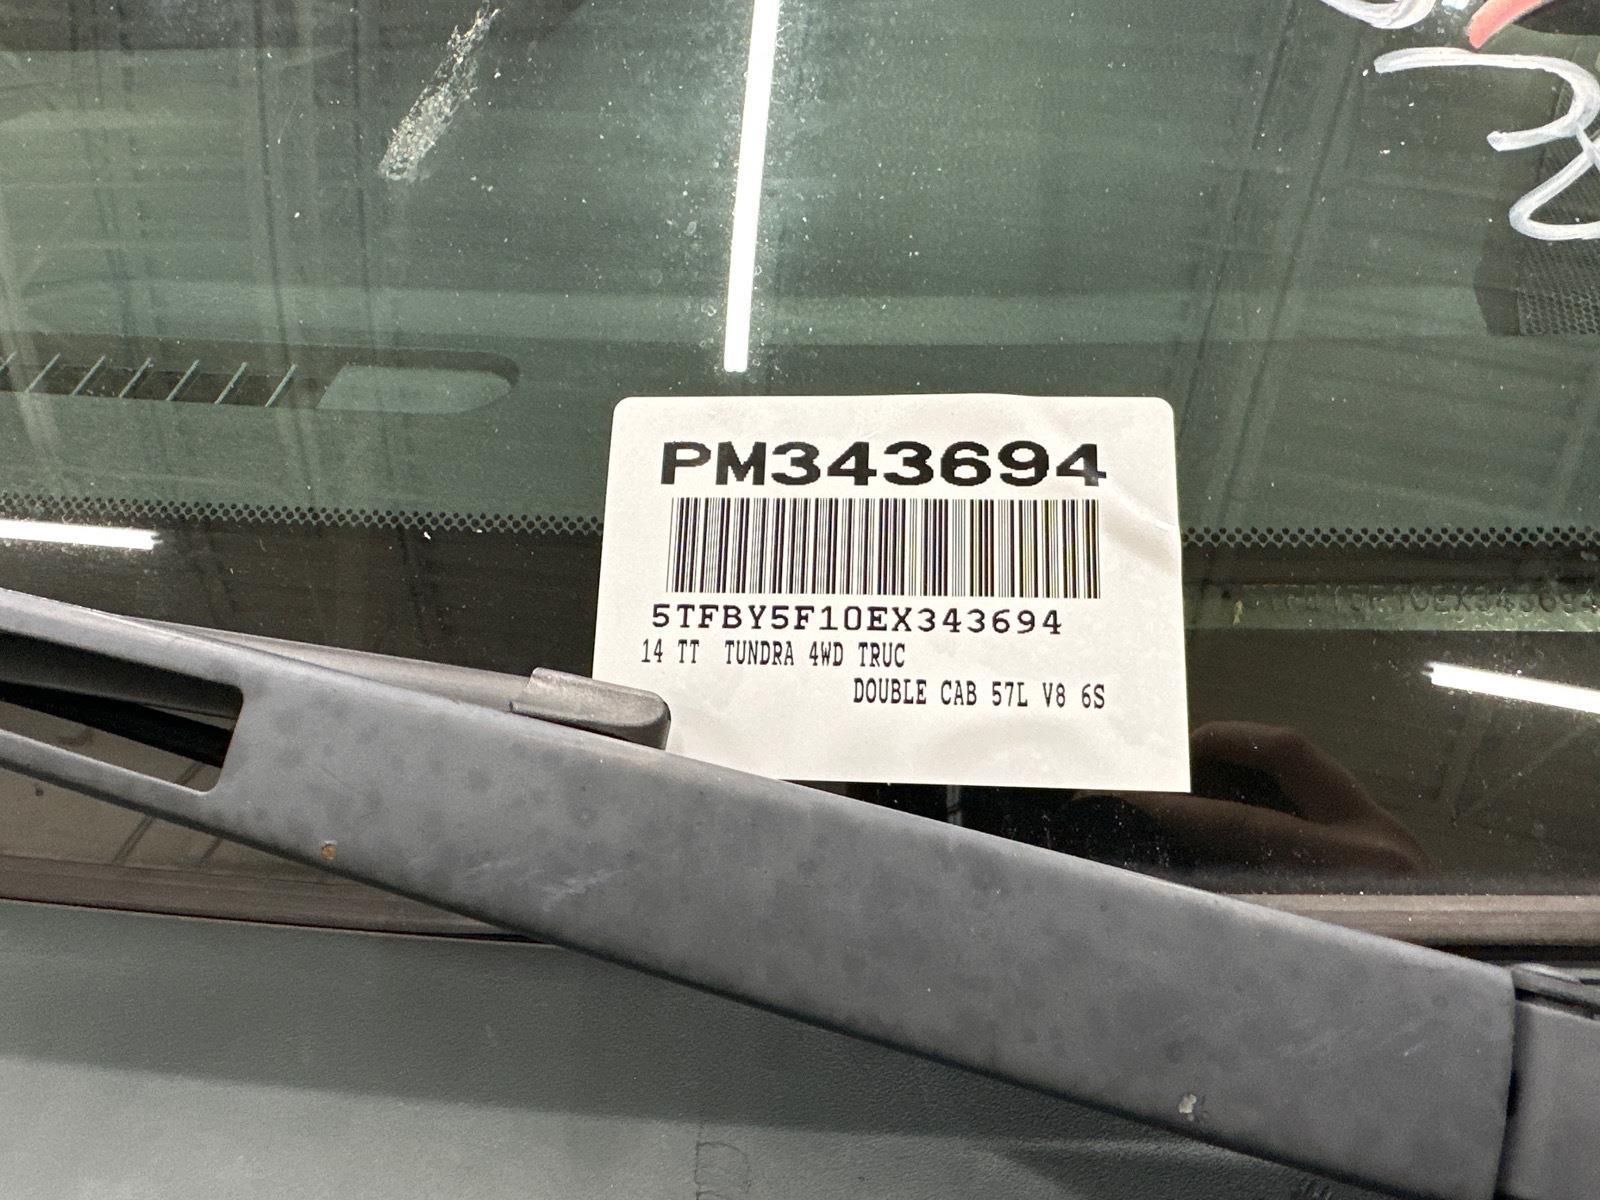 PM343694
5TFBY5F10EX343694
14 TT TUNDRA 4WD TRUC
DOUBLE CAB 57L V8 6S